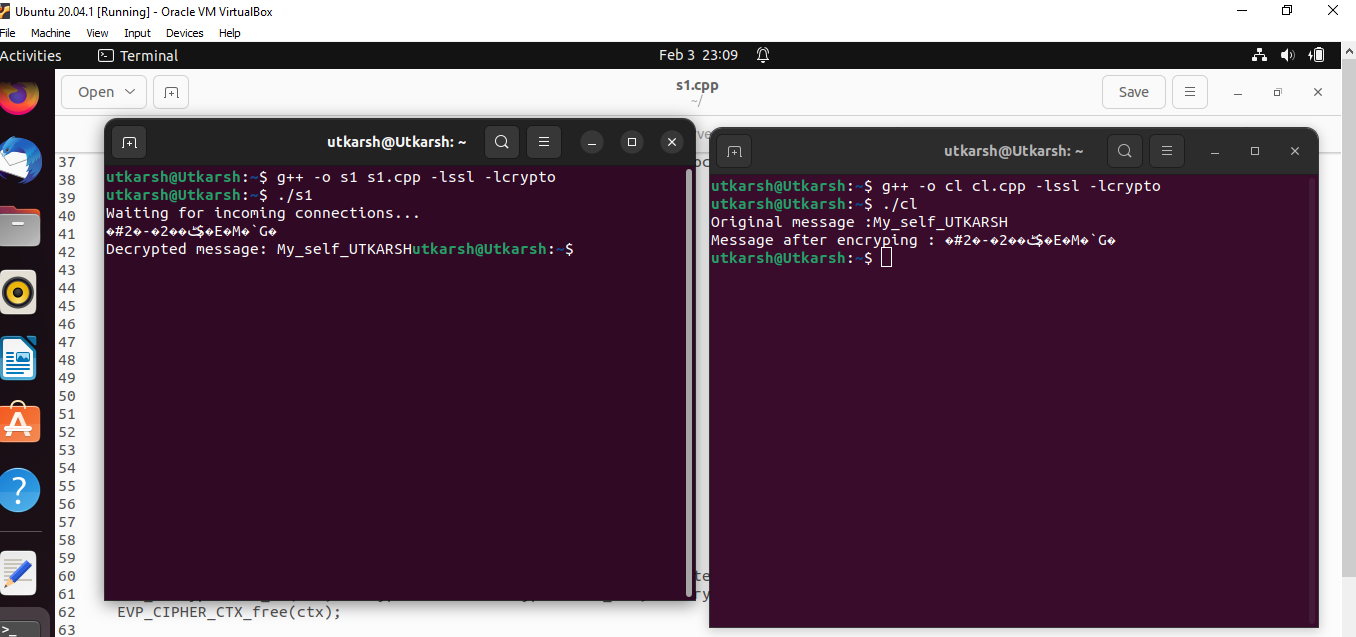 Ubuntu 20.04.1 [Running] - Oracle VM VirtualBox
File Machine View Input Devices Help
Activities Terminal Feb 3 23:09
Open s1.cpp Save
~/
utkarsh@Utkarsh: ~
utkarsh@Utkarsh:~$ g++ -o s1 s1.cpp -lssl -lcrypto
utkarsh@Utkarsh:~$ ./s1
Waiting for incoming connections...
�#2�-�2��ٹ$�E�M�`G�
Decrypted message: My_self_UTKARSHutkarsh@Utkarsh:~$
utkarsh@Utkarsh: ~
utkarsh@Utkarsh:~$ g++ -o cl cl.cpp -lssl -lcrypto
utkarsh@Utkarsh:~$ ./cl
Original message :My_self_UTKARSH
Message after encryping : �#2�-�2��ٹ$�E�M�`G�
utkarsh@Utkarsh:~$
37
38
39
40
41
42
43
44
45
46
47
48
49
50
51
52
53
54
55
56
57
58
59
60
61
62 EVP_CIPHER_CTX_free(ctx);
63